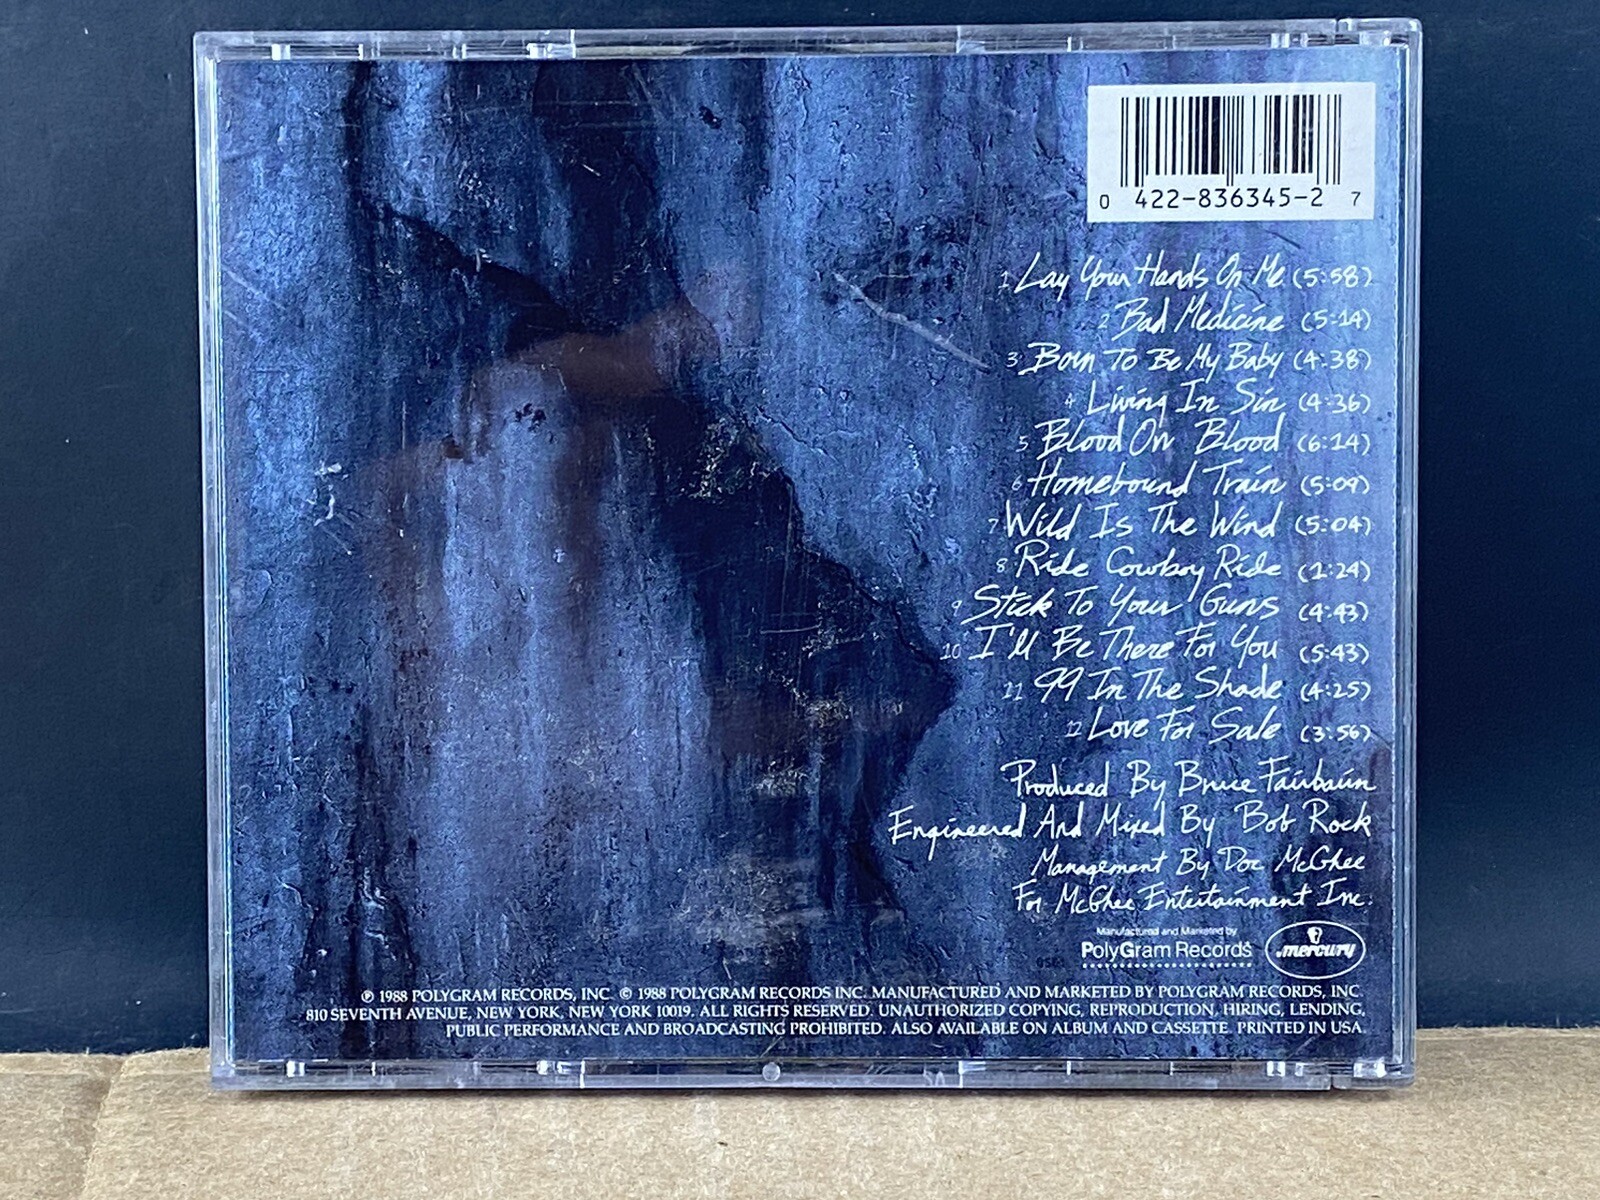 0 422-836345-2 7
1 Lay Your Hands On Me (5:58)
2 Bad Medicine (5:14)
3 Born To Be My Baby (4:38)
4 Living In Sin (4:36)
5 Blood On Blood (6:14)
6 Homebound Train (5:09)
7 Wild Is The Wind (5:04)
8 Ride Cowboy Ride (1:24)
9 Stick To Your Guns (4:43)
10 I'll Be There For You (5:43)
11 99 In The Shade (4:25)
12 Love For Sale (3:56)
Produced By Bruce Fairbairn
Engineered And Mixed By Bob Rock
Management By Doc McGhee
For McGhee Entertainment Inc.
Manufactured and Marketed by
PolyGram Records
mercury
℗ 1988 POLYGRAM RECORDS, INC. © 1988 POLYGRAM RECORDS INC. MANUFACTURED AND MARKETED BY POLYGRAM RECORDS, INC.
810 SEVENTH AVENUE, NEW YORK, NEW YORK 10019. ALL RIGHTS RESERVED. UNAUTHORIZED COPYING, REPRODUCTION, HIRING, LENDING,
PUBLIC PERFORMANCE AND BROADCASTING PROHIBITED. ALSO AVAILABLE ON ALBUM AND CASSETTE. PRINTED IN USA.